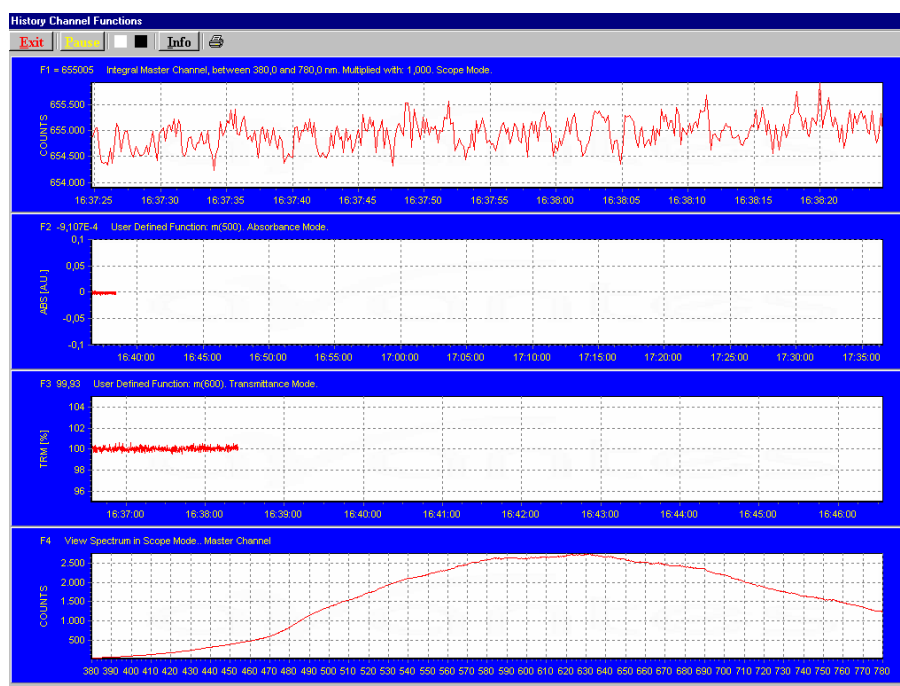 History Channel Functions
Exit Pause Info
F1 = 655005 Integral Master Channel, between 380,0 and 780,0 nm. Multiplied with: 1,000. Scope Mode.
COUNTS
655.500
655.000
654.500
654.000
16:37:25 16:37:30 16:37:35 16:37:40 16:37:45 16:37:50 16:37:55 16:38:00 16:38:05 16:38:10 16:38:15 16:38:20
F2 -9,107E-4 User Defined Function: m(500). Absorbance Mode.
ABS [A.U.]
0,1
0,05
0
-0,05
-0,1
16:40:00 16:45:00 16:50:00 16:55:00 17:00:00 17:05:00 17:10:00 17:15:00 17:20:00 17:25:00 17:30:00 17:35:00
F3 99,93 User Defined Function: m(600). Transmittance Mode.
TRM [%]
104
102
100
98
96
16:37:00 16:38:00 16:39:00 16:40:00 16:41:00 16:42:00 16:43:00 16:44:00 16:45:00 16:46:00
F4 View Spectrum in Scope Mode.. Master Channel
COUNTS
2.500
2.000
1.500
1.000
500
380 390 400 410 420 430 440 450 460 470 480 490 500 510 520 530 540 550 560 570 580 590 600 610 620 630 640 650 660 670 680 690 700 710 720 730 740 750 760 770 780